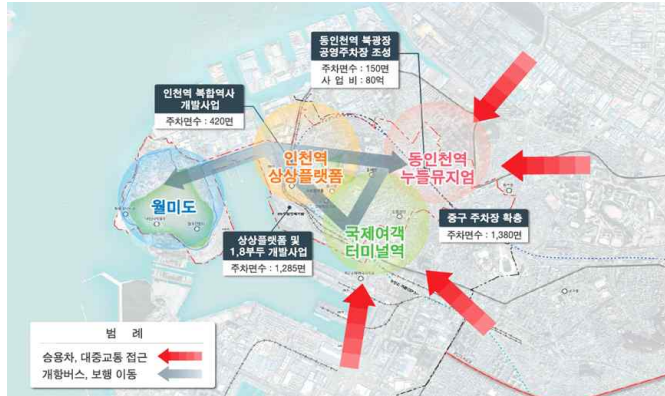 동인천역 북광장
공영주차장 조성
주차면수 : 150면
사 업 비 : 80억
인천역 복합역사
개발사업
주차면수 : 420면
인천역
상상플랫폼
동인천역
누들뮤지엄
월미도
국제여객
터미널역
중구 주차장 확충
주차면수 : 1,380면
상상플랫폼 및
1,8부두 개발사업
주차면수 : 1,285면
범 례
승용차, 대중교통 접근
개항버스, 보행 이동